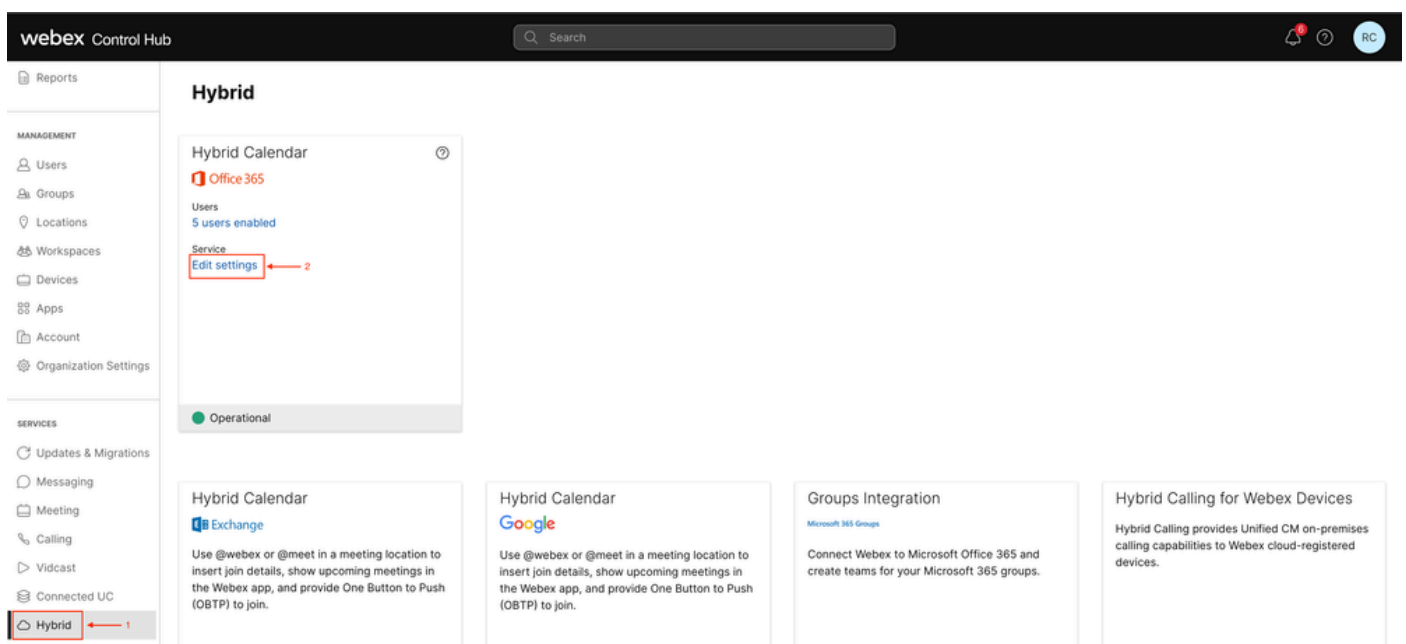 webex Control Hub
Search
6
RC
Reports
MANAGEMENT
Users
Groups
Locations
Workspaces
Devices
Apps
Account
Organization Settings
SERVICES
Updates & Migrations
Messaging
Meeting
Calling
Vidcast
Connected UC
Hybrid
1
Hybrid
Hybrid Calendar
Office 365
Users
5 users enabled
Service
Edit settings
2
Operational
Hybrid Calendar
Exchange
Use @webex or @meet in a meeting location to
insert join details, show upcoming meetings in
the Webex app, and provide One Button to Push
(OBTP) to join.
Hybrid Calendar
Google
Use @webex or @meet in a meeting location to
insert join details, show upcoming meetings in
the Webex app, and provide One Button to Push
(OBTP) to join.
Groups Integration
Microsoft 365 Groups
Connect Webex to Microsoft Office 365 and
create teams for your Microsoft 365 groups.
Hybrid Calling for Webex Devices
Hybrid Calling provides Unified CM on-premises
calling capabilities to Webex cloud-registered
devices.